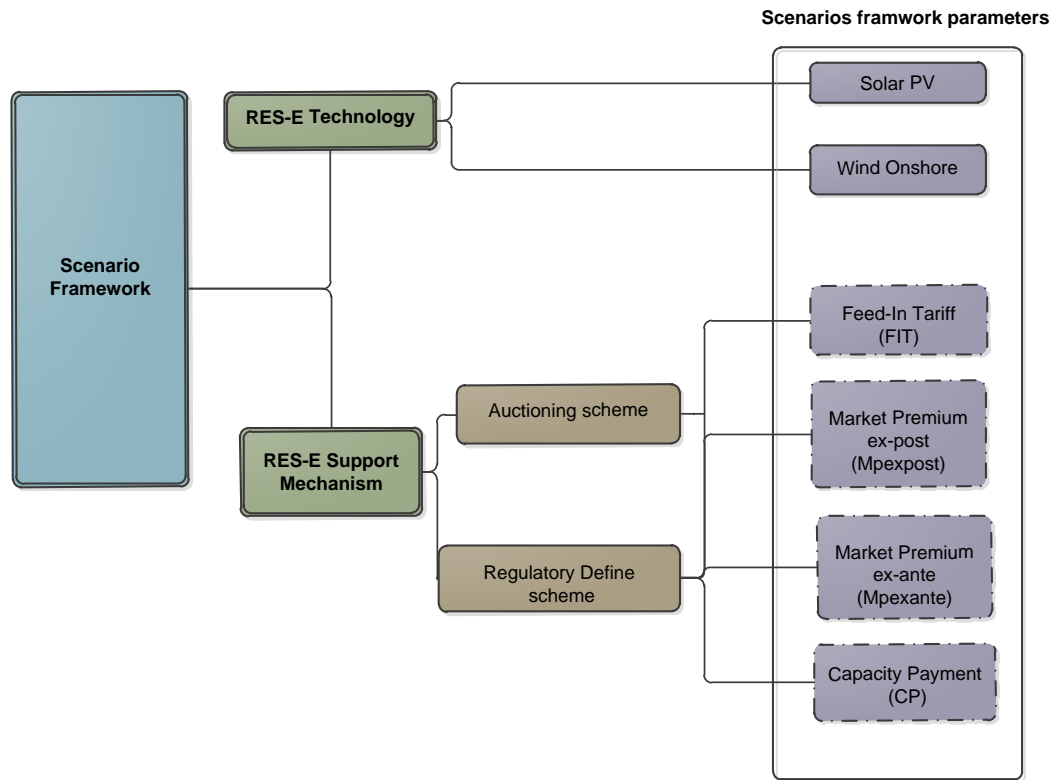 Scenarios framwork parameters
Solar PV
RES-E Technology
Wind Onshore
Scenario
Framework
Feed-In Tariff
(FIT)
Auctioning scheme
Market Premium
ex-post
(Mpexpost)
RES-E Support
Mechanism
Regulatory Define
scheme
Market Premium
ex-ante
(Mpexante)
Capacity Payment
(CP)